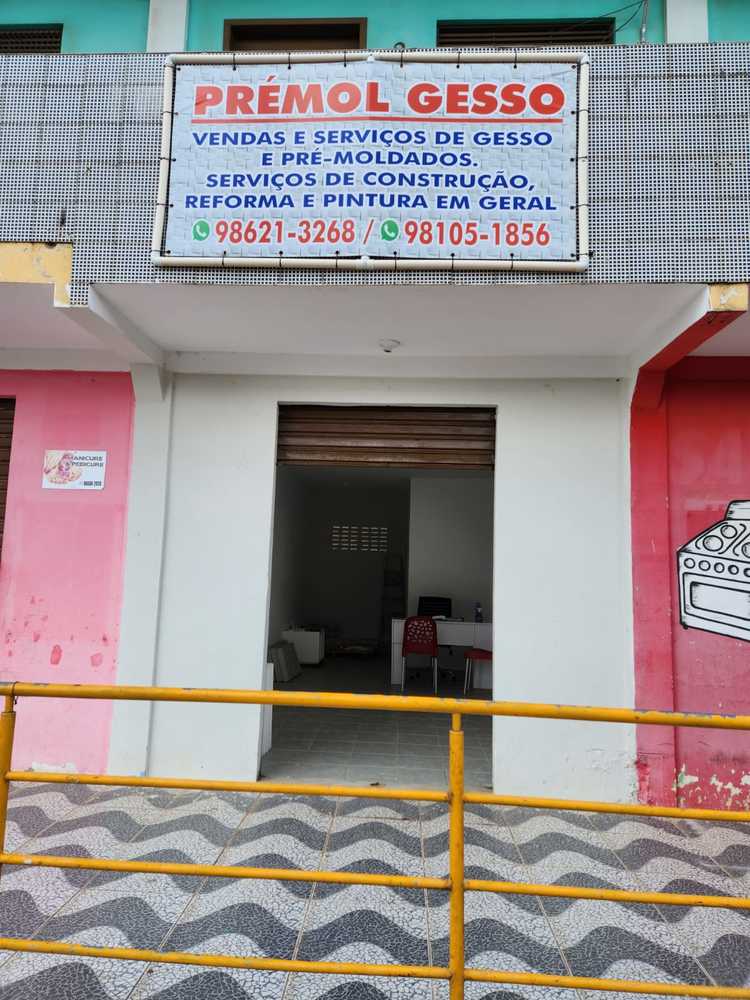 PRÉMOL GESSO
VENDAS E SERVIÇOS DE GESSO
E PRÉ-MOLDADOS.
SERVIÇOS DE CONSTRUÇÃO,
REFORMA E PINTURA EM GERAL
98621-3268 / 98105-1856
MANICURE
PEDICURE